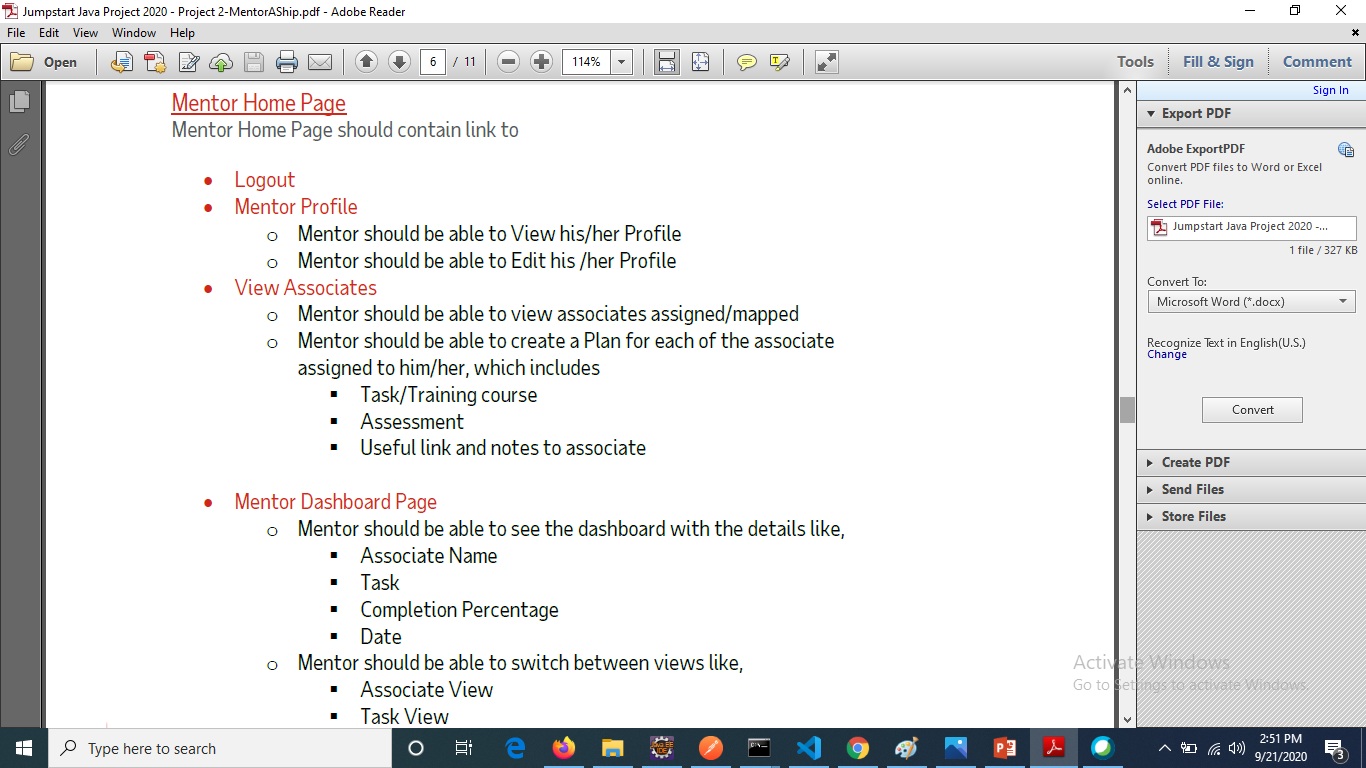 Jumpstart Java Project 2020 - Project 2-MentorAShip.pdf - Adobe Reader
File Edit View Window Help
Open 6 / 11 114% Tools Fill & Sign Comment
Sign In
Mentor Home Page
Mentor Home Page should contain link to
• Logout
• Mentor Profile
o Mentor should be able to View his/her Profile
o Mentor should be able to Edit his /her Profile
• View Associates
o Mentor should be able to view associates assigned/mapped
o Mentor should be able to create a Plan for each of the associate
assigned to him/her, which includes
▪ Task/Training course
▪ Assessment
▪ Useful link and notes to associate
• Mentor Dashboard Page
o Mentor should be able to see the dashboard with the details like,
▪ Associate Name
▪ Task
▪ Completion Percentage
▪ Date
o Mentor should be able to switch between views like,
▪ Associate View
▪ Task View
Export PDF
Adobe ExportPDF
Convert PDF files to Word or Excel
online.
Select PDF File:
Jumpstart Java Project 2020 -...
1 file / 327 KB
Convert To:
Microsoft Word (*.docx)
Recognize Text in English(U.S.)
Change
Convert
Create PDF
Send Files
Store Files
Activate Windows
Go to Settings to activate Windows.
Type here to search
2:51 PM
9/21/2020
3